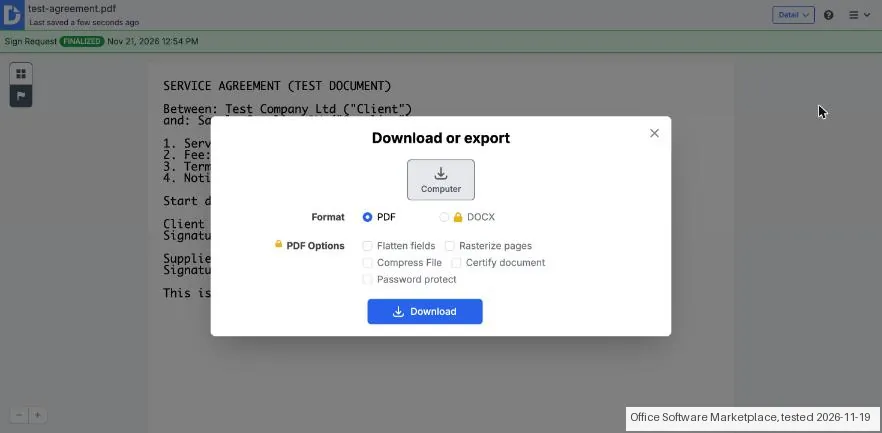 test-agreement.pdf
Last saved a few seconds ago
Detail
Sign Request FINALIZED Nov 21, 2026 12:54 PM
SERVICE AGREEMENT (TEST DOCUMENT)
Between: Test Company Ltd ("Client")
and:
1. Serv
2. Fee:
3. Term
4. Noti
Start d
Client
Signatu
Supplie
Signatu
This is
Download or export
Computer
Format PDF DOCX
PDF Options Flatten fields Rasterize pages
Compress File Certify document
Password protect
Download
Office Software Marketplace, tested 2026-11-19